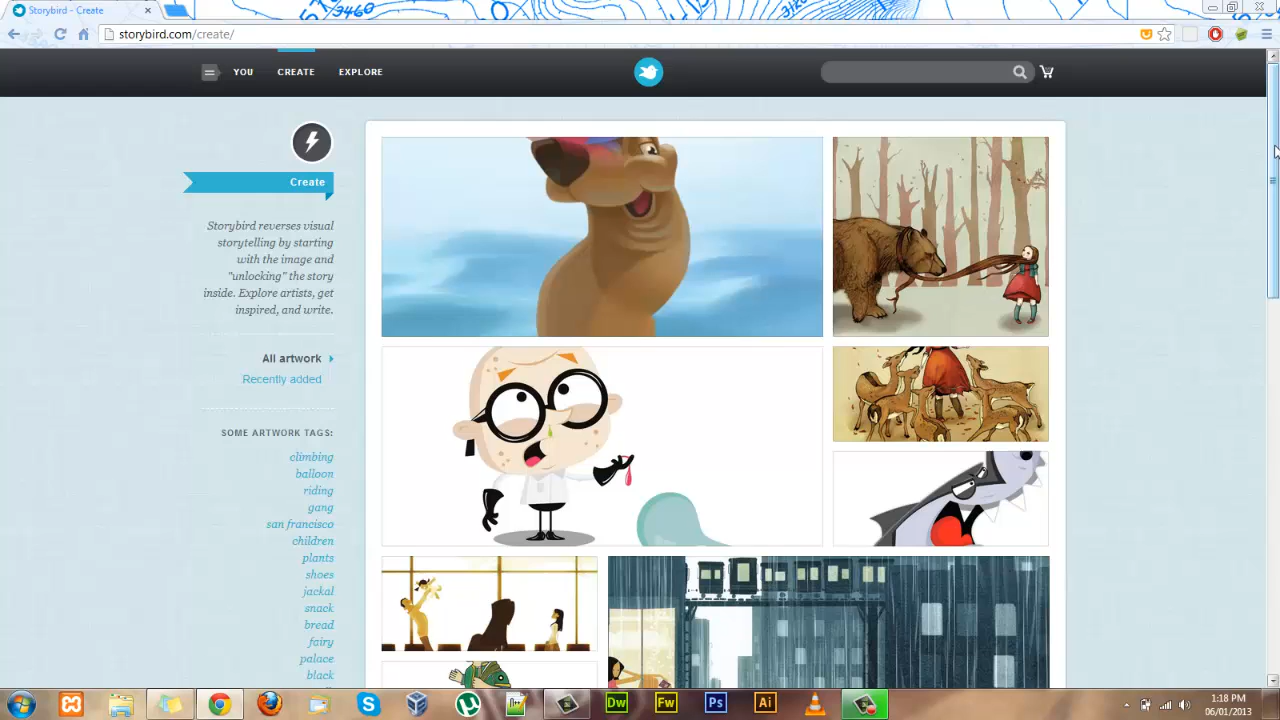 Storybird - Create
storybird.com/create/
YOU
CREATE
EXPLORE
Create
Storybird reverses visual
storytelling by starting
with the image and
"unlocking" the story
inside. Explore artists, get
inspired, and write.
All artwork
Recently added
SOME ARTWORK TAGS:
climbing
balloon
riding
gang
san francisco
children
plants
shoes
jackal
snack
bread
fairy
palace
black
Dw
Fw
Ps
Ai
1:18 PM
06/01/2013
3460